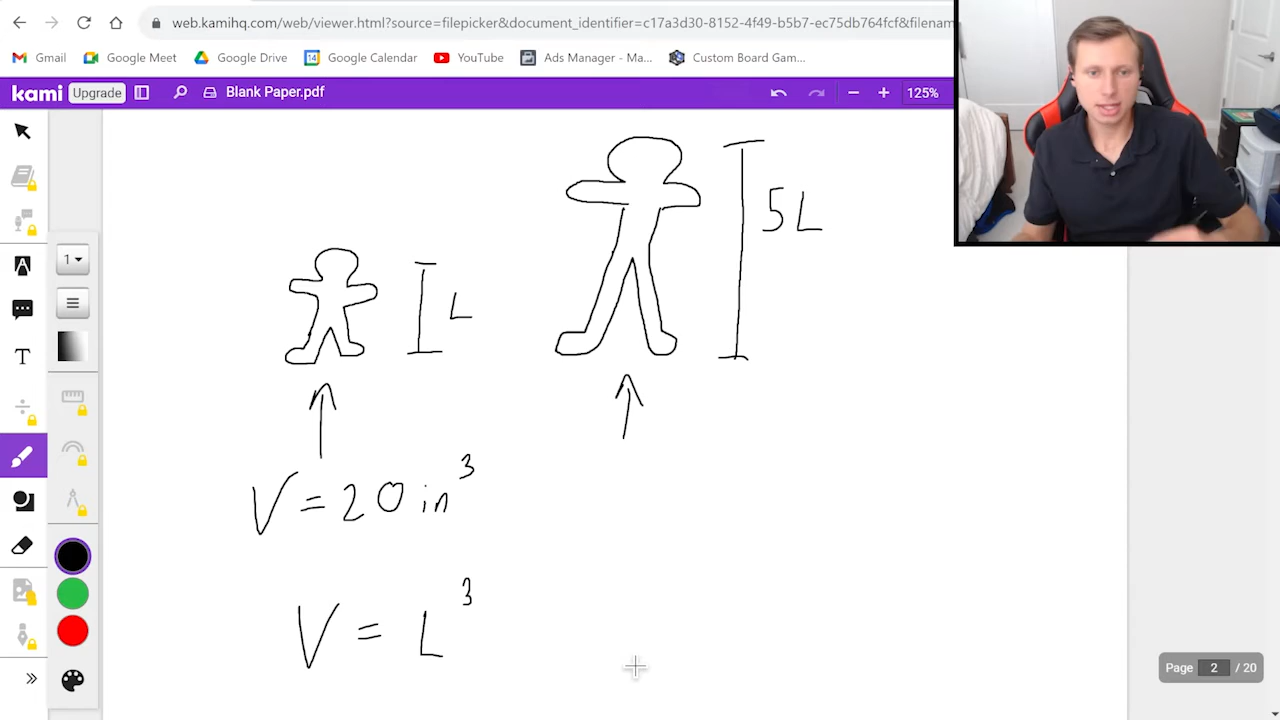 web.kamihq.com/web/viewer.html?source=filepicker&document_identifier=c17a3d30-8152-4f49-b5b7-ec75db764fcf&filenam
Gmail Google Meet Google Drive Google Calendar YouTube Ads Manager - Ma... Custom Board Gam...
kami Upgrade Blank Paper.pdf 125%
1
T
5L
L
V = 20 in³
V = L³
Page 2 / 20